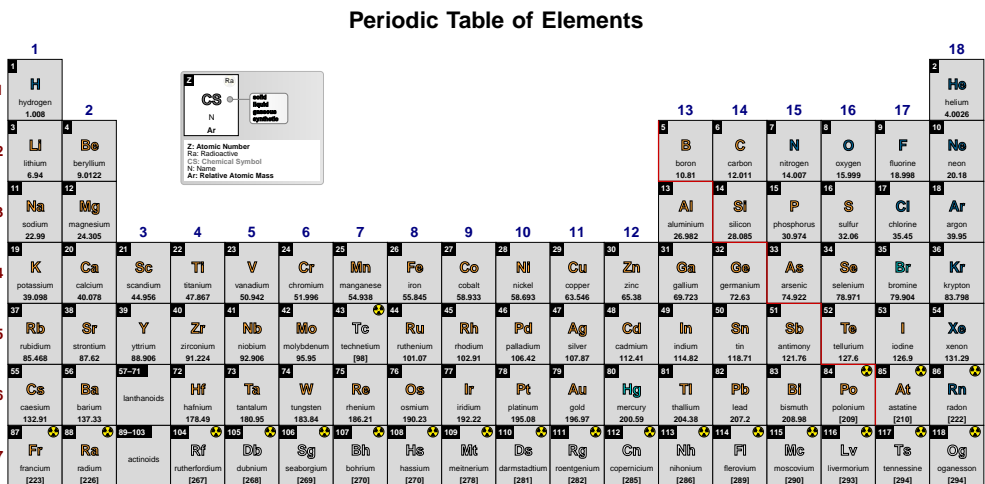 Periodic Table of Elements
1 18
1 2
H He
hydrogen helium
1.008 4.0026
2 13 14 15 16 17
3 4 5 6 7 8 9 10
Li Be B C N O F Ne
lithium beryllium boron carbon nitrogen oxygen fluorine neon
6.94 9.0122 10.81 12.011 14.007 15.999 18.998 20.18
Z Ra
CS
N
Ar
solid
liquid
gaseous
synthetic
Z: Atomic Number
Ra: Radioactive
CS: Chemical Symbol
N: Name
Ar: Relative Atomic Mass
11 12 13 14 15 16 17 18
Na Mg Al Si P S Cl Ar
sodium magnesium aluminium silicon phosphorus sulfur chlorine argon
22.99 24.305 26.982 28.085 30.974 32.06 35.45 39.95
3 4 5 6 7 8 9 10 11 12
19 20 21 22 23 24 25 26 27 28 29 30 31 32 33 34 35 36
K Ca Sc Ti V Cr Mn Fe Co Ni Cu Zn Ga Ge As Se Br Kr
potassium calcium scandium titanium vanadium chromium manganese iron cobalt nickel copper zinc gallium germanium arsenic selenium bromine krypton
39.098 40.078 44.956 47.867 50.942 51.996 54.938 55.845 58.933 58.693 63.546 65.38 69.723 72.63 74.922 78.971 79.904 83.798
37 38 39 40 41 42 43 44 45 46 47 48 49 50 51 52 53 54
Rb Sr Y Zr Nb Mo Tc Ru Rh Pd Ag Cd In Sn Sb Te I Xe
rubidium strontium yttrium zirconium niobium molybdenum technetium ruthenium rhodium palladium silver cadmium indium tin antimony tellurium iodine xenon
85.468 87.62 88.906 91.224 92.906 95.95 [98] 101.07 102.91 106.42 107.87 112.41 114.82 118.71 121.76 127.6 126.9 131.29
55 56 57–71 72 73 74 75 76 77 78 79 80 81 82 83 84 85 86
Cs Ba Hf Ta W Re Os Ir Pt Au Hg Tl Pb Bi Po At Rn
caesium barium lanthanoids hafnium tantalum tungsten rhenium osmium iridium platinum gold mercury thallium lead bismuth polonium astatine radon
132.91 137.33 178.49 180.95 183.84 186.21 190.23 192.22 195.08 196.97 200.59 204.38 207.2 208.98 [209] [210] [222]
87 88 89–103 104 105 106 107 108 109 110 111 112 113 114 115 116 117 118
Fr Ra Rf Db Sg Bh Hs Mt Ds Rg Cn Nh Fl Mc Lv Ts Og
francium radium actinoids rutherfordium dubnium seaborgium bohrium hassium meitnerium darmstadtium roentgenium copernicium nihonium flerovium moscovium livermorium tennessine oganesson
[223] [226] [267] [268] [269] [270] [270] [278] [281] [282] [285] [286] [289] [290] [293] [294] [294]